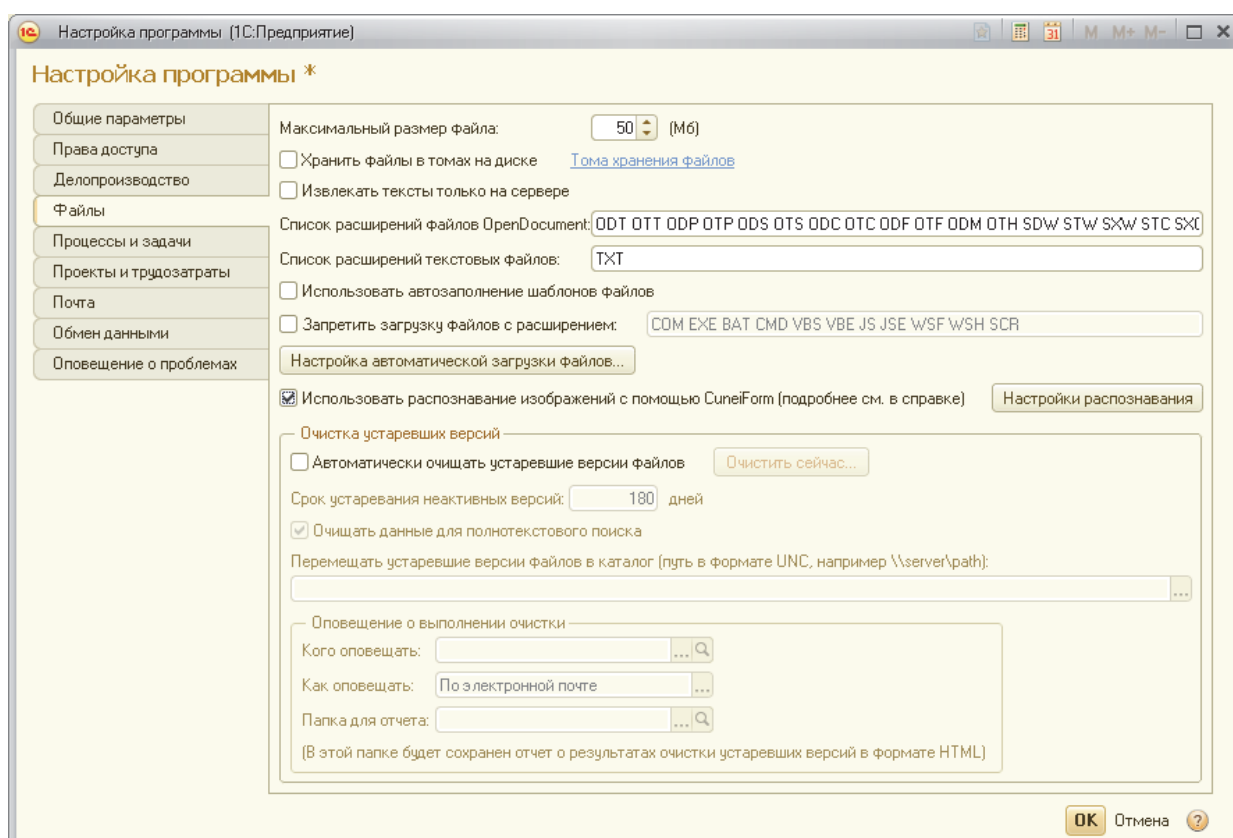 Настройка программы (1С:Предприятие)
31 M M+ M-
Настройка программы *
Общие параметры
Права доступа
Делопроизводство
Файлы
Процессы и задачи
Проекты и трудозатраты
Почта
Обмен данными
Оповещение о проблемах
Максимальный размер файла: 50 (Мб)
Хранить файлы в томах на диске Тома хранения файлов
Извлекать тексты только на сервере
Список расширений файлов OpenDocument: ODT OTT ODP OTP ODS OTS ODC OTC ODF OTF ODM OTH SDW STW SXW STC
Список расширений текстовых файлов: TXT
Использовать автозаполнение шаблонов файлов
Запретить загрузку файлов с расширением: COM EXE BAT CMD VBS VBE JS JSE WSF WSH SCR
Настройка автоматической загрузки файлов...
Использовать распознавание изображений с помощью CuneiForm (подробнее см. в справке) Настройки распознавания
Очистка устаревших версий
Автоматически очищать устаревшие версии файлов Очистить сейчас...
Срок устаревания неактивных версий: 180 дней
Очищать данные для полнотекстового поиска
Перемещать устаревшие версии файлов в каталог (путь в формате UNC, например \\server\path):
Оповещение о выполнении очистки
Кого оповещать:
Как оповещать: По электронной почте
Папка для отчета:
(В этой папке будет сохранен отчет о результатах очистки устаревших версий в формате HTML)
OK Отмена ?